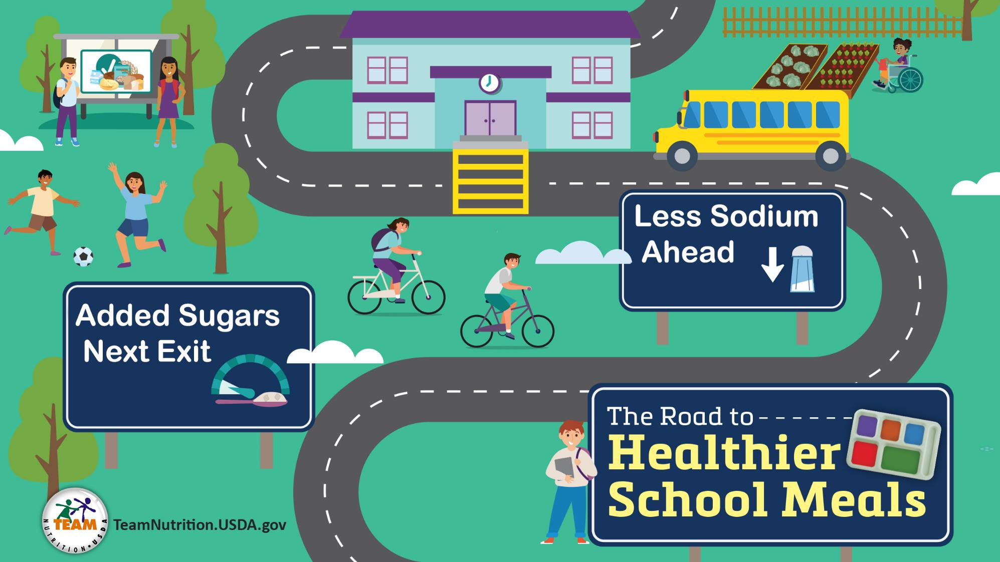 MILK
Less Sodium
Ahead
Added Sugars
Next Exit
The Road to
Healthier
School Meals
TEAM
NUTRITION • USDA
TeamNutrition.USDA.gov